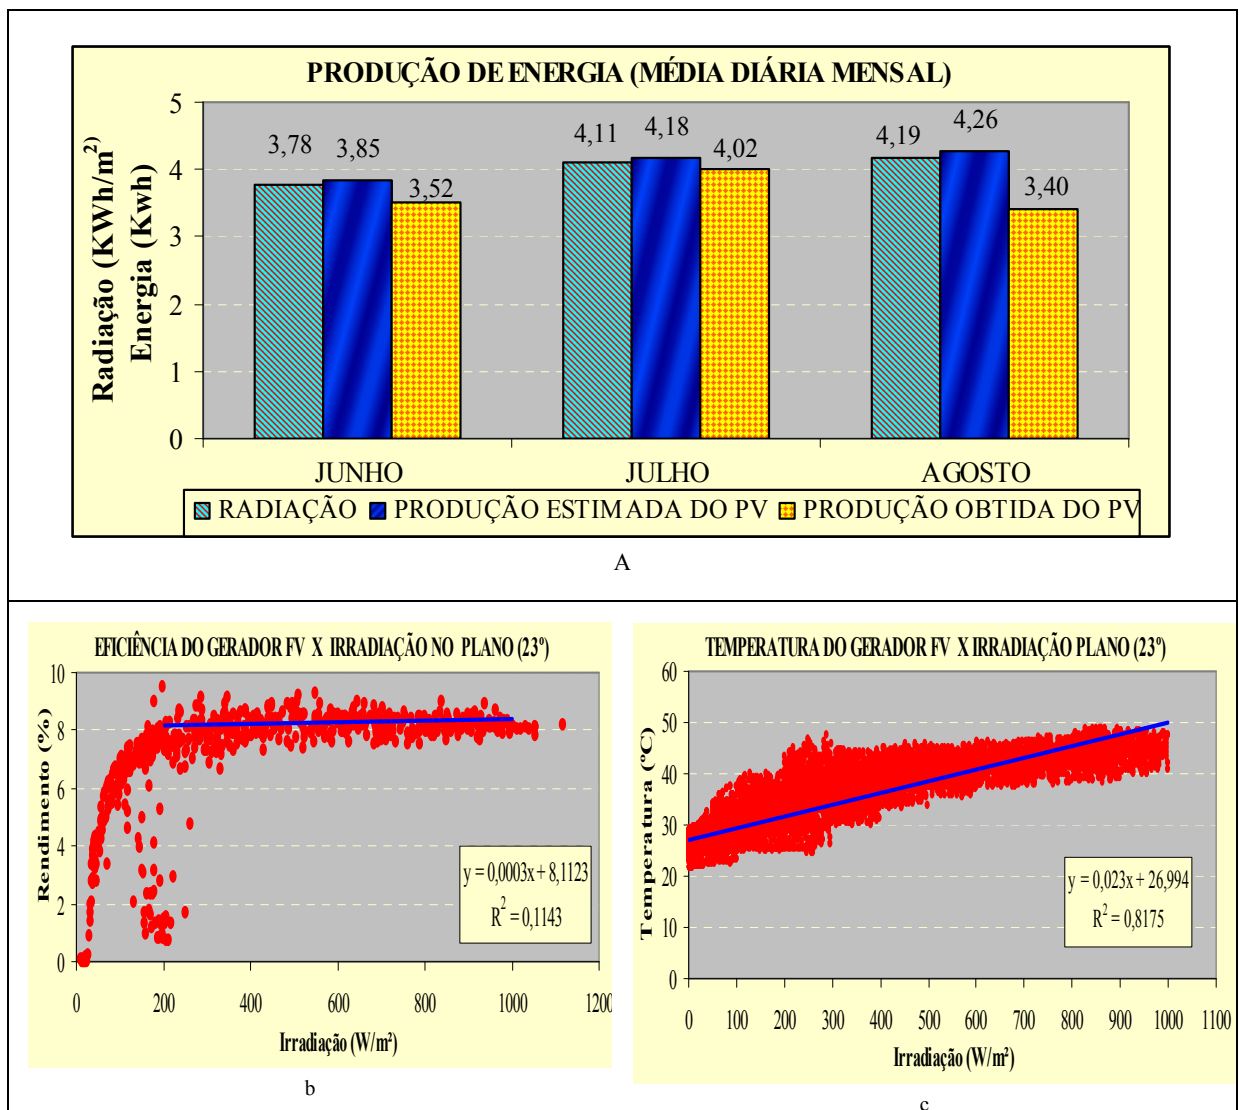 PRODUÇÃO DE ENERGIA (MÉDIA DIÁRIA MENSAL)
Radiação (KWh/m²)
Energia (Kwh)
5
4
3
2
1
0
3,78
3,85
3,52
4,11
4,18
4,02
4,19
4,26
3,40
JUNHO
JULHO
AGOSTO
RADIAÇÃO
PRODUÇÃO ESTIMADA DO PV
PRODUÇÃO OBTIDA DO PV
A
EFICIÊNCIA DO GERADOR FV X IRRADIAÇÃO NO PLANO (23º)
Rendimento (%)
10
8
6
4
2
0
y = 0,0003x + 8,1123
R² = 0,1143
0 200 400 600 800 1000 1200
Irradiação (W/m²)
b
TEMPERATURA DO GERADOR FV X IRRADIAÇÃO PLANO (23º)
Temperatura (ºC)
60
50
40
30
20
10
0
y = 0,023x + 26,994
R² = 0,8175
0 100 200 300 400 500 600 700 800 900 1000 1100
Irradiação (W/m²)
c